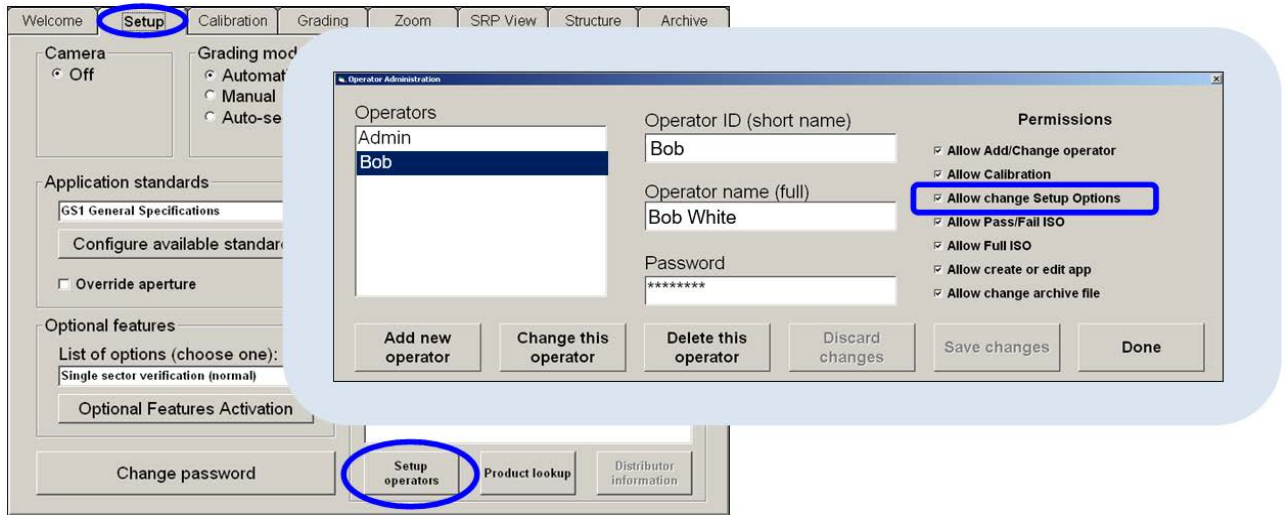 Welcome
Setup
Calibration
Grading
Zoom
SRP View
Structure
Archive
Camera
Off
Grading mod
Automat
Manual
Auto-se
Application standards
GS1 General Specifications
Configure available standar
Override aperture
Optional features
List of options (choose one):
Single sector verification (normal)
Optional Features Activation
Change password
Setup
operators
Product lookup
Distributor
information
Operator Administration
Operators
Admin
Bob
Operator ID (short name)
Bob
Operator name (full)
Bob White
Password
********
Permissions
Allow Add/Change operator
Allow Calibration
Allow change Setup Options
Allow Pass/Fail ISO
Allow Full ISO
Allow create or edit app
Allow change archive file
Add new
operator
Change this
operator
Delete this
operator
Discard
changes
Save changes
Done